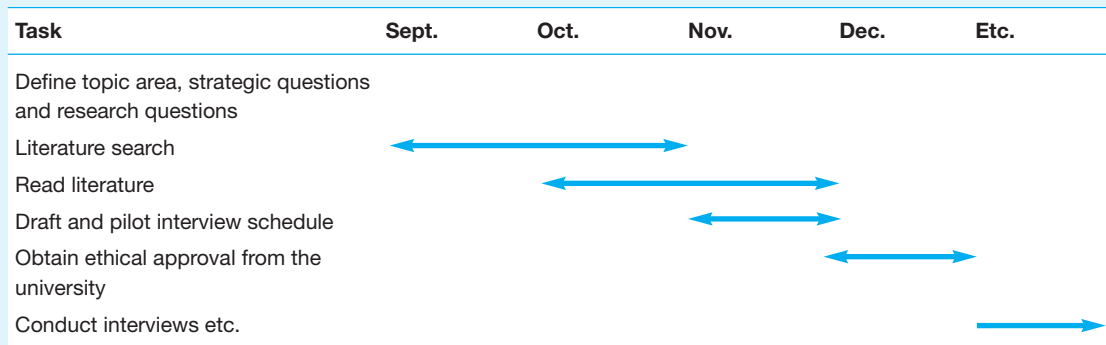 Task Sept. Oct. Nov. Dec. Etc.
Define topic area, strategic questions
and research questions
Literature search
Read literature
Draft and pilot interview schedule
Obtain ethical approval from the
university
Conduct interviews etc.